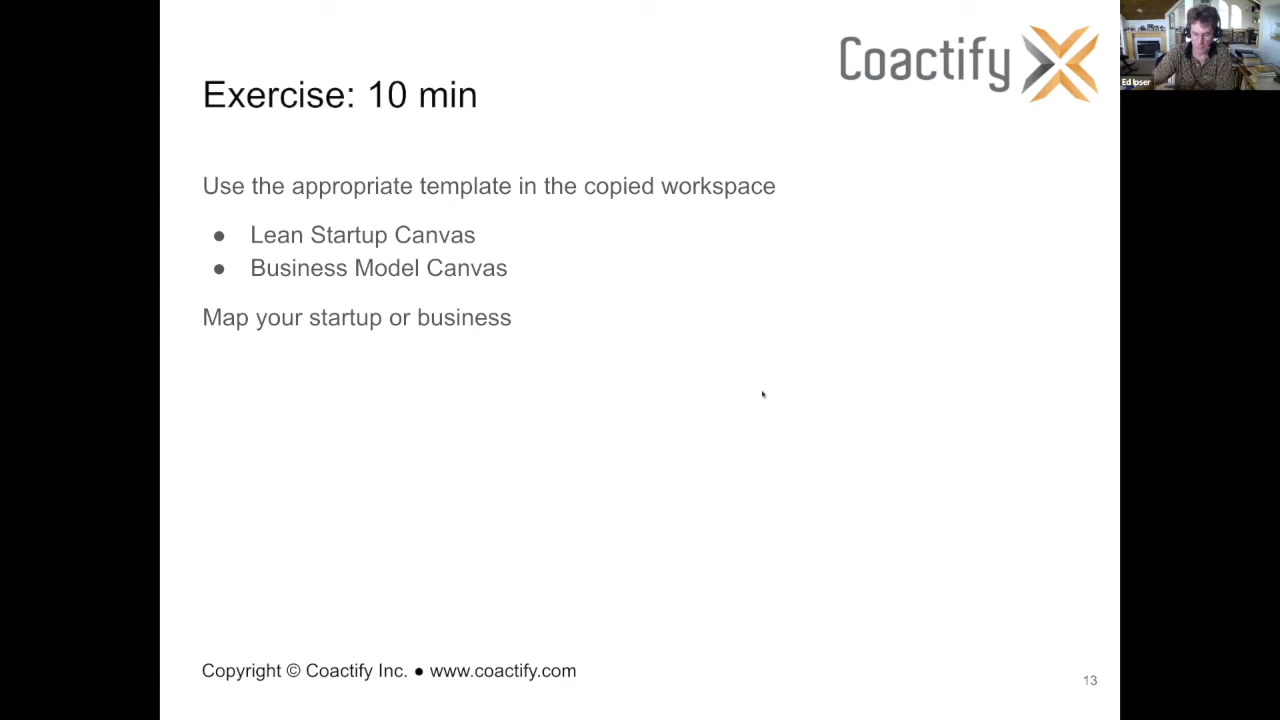 Coactify
Ed Ipser
Exercise: 10 min
Use the appropriate template in the copied workspace
● Lean Startup Canvas
● Business Model Canvas
Map your startup or business
Copyright © Coactify Inc. ● www.coactify.com
13